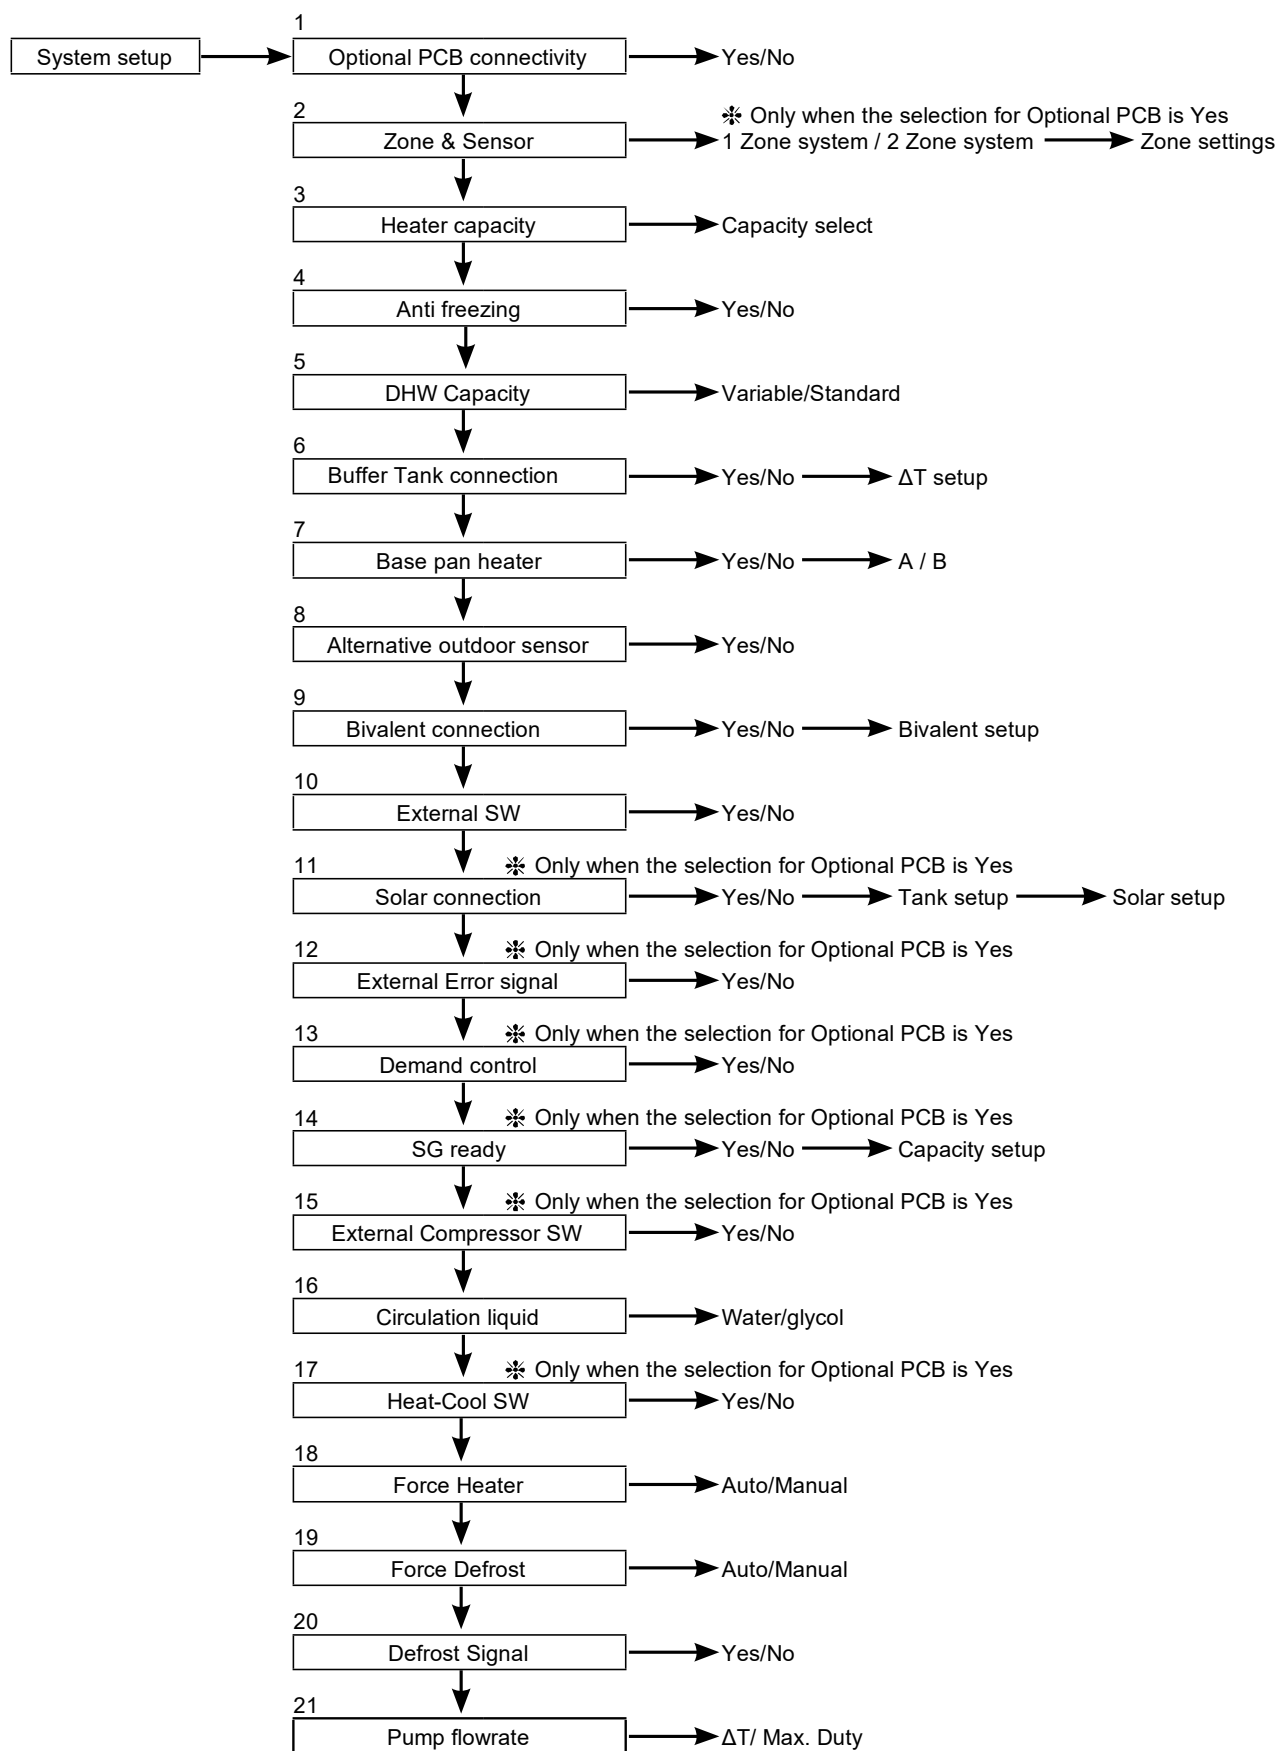 1
System setup Optional PCB connectivity Yes/No
2 ❉ Only when the selection for Optional PCB is Yes
Zone & Sensor 1 Zone system / 2 Zone system Zone settings
3
Heater capacity Capacity select
4
Anti freezing Yes/No
5
DHW Capacity Variable/Standard
6
Buffer Tank connection Yes/No ΔT setup
7
Base pan heater Yes/No A / B
8
Alternative outdoor sensor Yes/No
9
Bivalent connection Yes/No Bivalent setup
10
External SW Yes/No
11 ❉ Only when the selection for Optional PCB is Yes
Solar connection Yes/No Tank setup Solar setup
12 ❉ Only when the selection for Optional PCB is Yes
External Error signal Yes/No
13 ❉ Only when the selection for Optional PCB is Yes
Demand control Yes/No
14 ❉ Only when the selection for Optional PCB is Yes
SG ready Yes/No Capacity setup
15 ❉ Only when the selection for Optional PCB is Yes
External Compressor SW Yes/No
16
Circulation liquid Water/glycol
17 ❉ Only when the selection for Optional PCB is Yes
Heat-Cool SW Yes/No
18
Force Heater Auto/Manual
19
Force Defrost Auto/Manual
20
Defrost Signal Yes/No
21
Pump flowrate ΔT/ Max. Duty